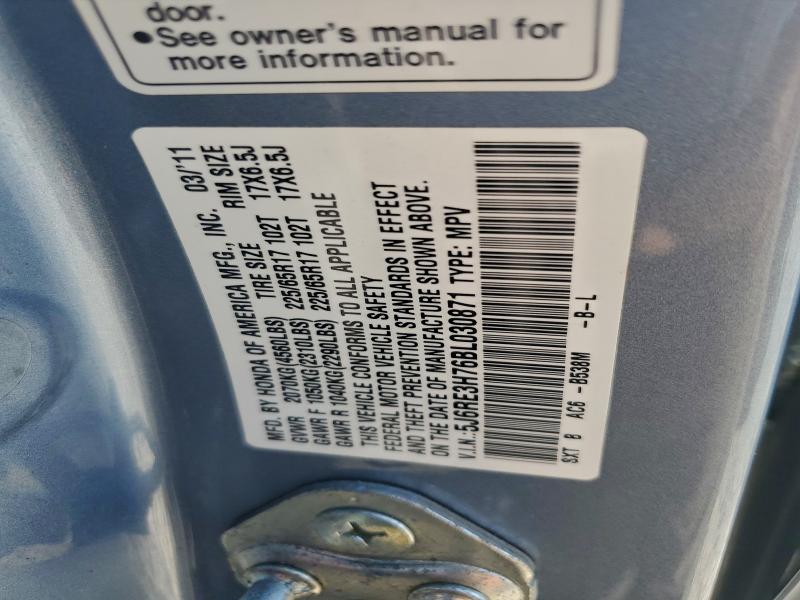 door.
•See owner's manual for
more information.
MFD. BY HONDA OF AMERICA MFG., INC. 03/'11
GVWR 2070KG(4560LBS) TIRE SIZE RIM SIZE
GAWR F 1050KG(2310LBS) 225/65R17 102T 17X6.5J
GAWR R 1040KG(2290LBS) 225/65R17 102T 17X6.5J
THIS VEHICLE CONFORMS TO ALL APPLICABLE
FEDERAL MOTOR VEHICLE SAFETY
AND THEFT PREVENTION STANDARDS IN EFFECT
ON THE DATE OF MANUFACTURE SHOWN ABOVE.
V.I.N.:5J6RE3H76BL030871 TYPE: MPV
SXT B AC6 -B538M -B-L